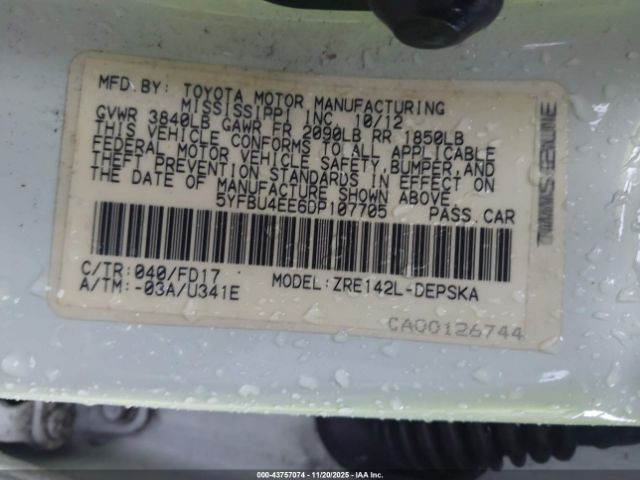 MFD. BY: TOYOTA MOTOR MANUFACTURING
MISSISSIPPI INC. 10/12
GVWR 3840LB GAWR FR 2090LB RR 1850LB
THIS VEHICLE CONFORMS TO ALL APPLICABLE
FEDERAL MOTOR VEHICLE SAFETY,BUMPER,AND
THEFT PREVENTION STANDARDS IN EFFECT ON
THE DATE OF MANUFACTURE SHOWN ABOVE.
5YFBU4EE6DP107705 PASS.CAR
C/TR:040/FD17 MODEL:ZRE142L-DEPSKA
A/TM:-03A/U341E
CA00126744
000-43757074 - 11/20/2025 - IAA Inc.